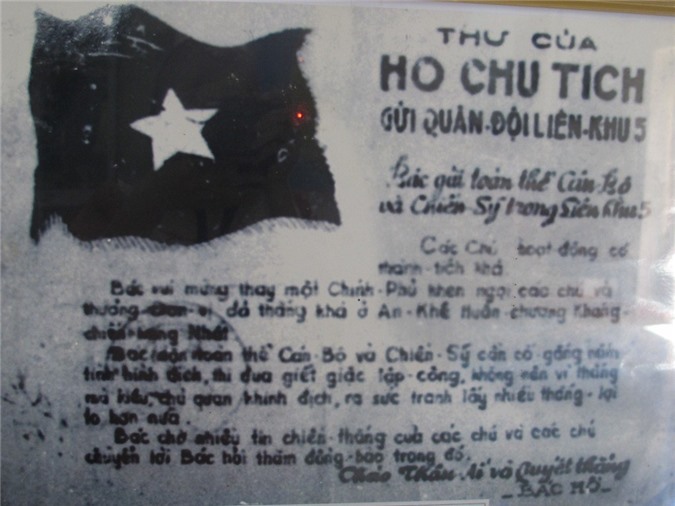 THƯ CỦA
HO CHU TICH
GỬI QUÂN-ĐỘI LIÊN-KHU 5
Bác gửi toàn thể Cán-Bộ
và Chiến-Sỹ trong Liên Khu 5
Các Chú hoạt-động có
thành-tích khá.
Bác vui mừng thay mặt Chính-Phủ khen ngợi các chú và
thưởng đơn-vị đã thắng khá ở An-Khê Huân-chương Kháng-
chiến hạng Nhất
Bác dặn toàn thể Cán-Bộ và Chiến-Sỹ cần cố gắng nắm
tình hình địch, thi đua giết giặc lập-công, không nên vì thắng
mà kiêu, chủ quan khinh địch, ra sức tranh lấy nhiều thắng-lợi
to hơn nữa.
Bác chờ nhiều tin chiến-thắng của các chú và các chú
chuyển lời Bác hỏi thăm đồng-bào trong đó.
Chào Thân Ái và Quyết thắng
_BÁC HỒ_